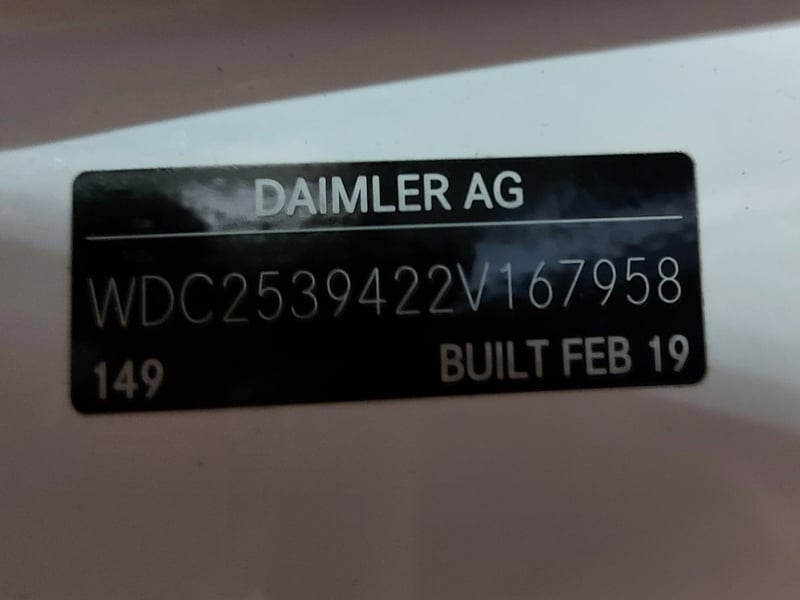 DAIMLER AG
WDC2539422V167958
149 BUILT FEB 19